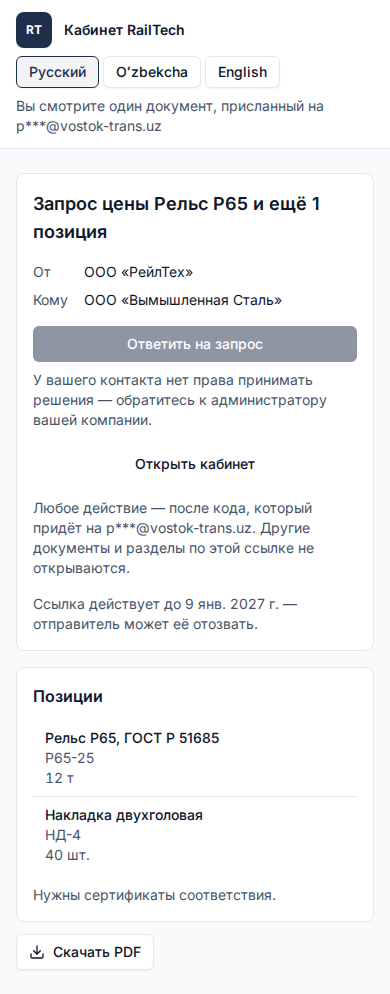 RT
Кабинет RailTech
Русский
Oʻzbekcha
English
Вы смотрите один документ, присланный на
p***@vostok-trans.uz
Запрос цены Рельс Р65 и ещё 1
позиция
От ООО «РейлТех»
Кому ООО «Вымышленная Сталь»
Ответить на запрос
У вашего контакта нет права принимать
решения — обратитесь к администратору
вашей компании.
Открыть кабинет
Любое действие — после кода, который
придёт на p***@vostok-trans.uz. Другие
документы и разделы по этой ссылке не
открываются.
Ссылка действует до 9 янв. 2027 г. —
отправитель может её отозвать.
Позиции
Рельс Р65, ГОСТ Р 51685
Р65-25
12 т
Накладка двухголовая
НД-4
40 шт.
Нужны сертификаты соответствия.
Скачать PDF